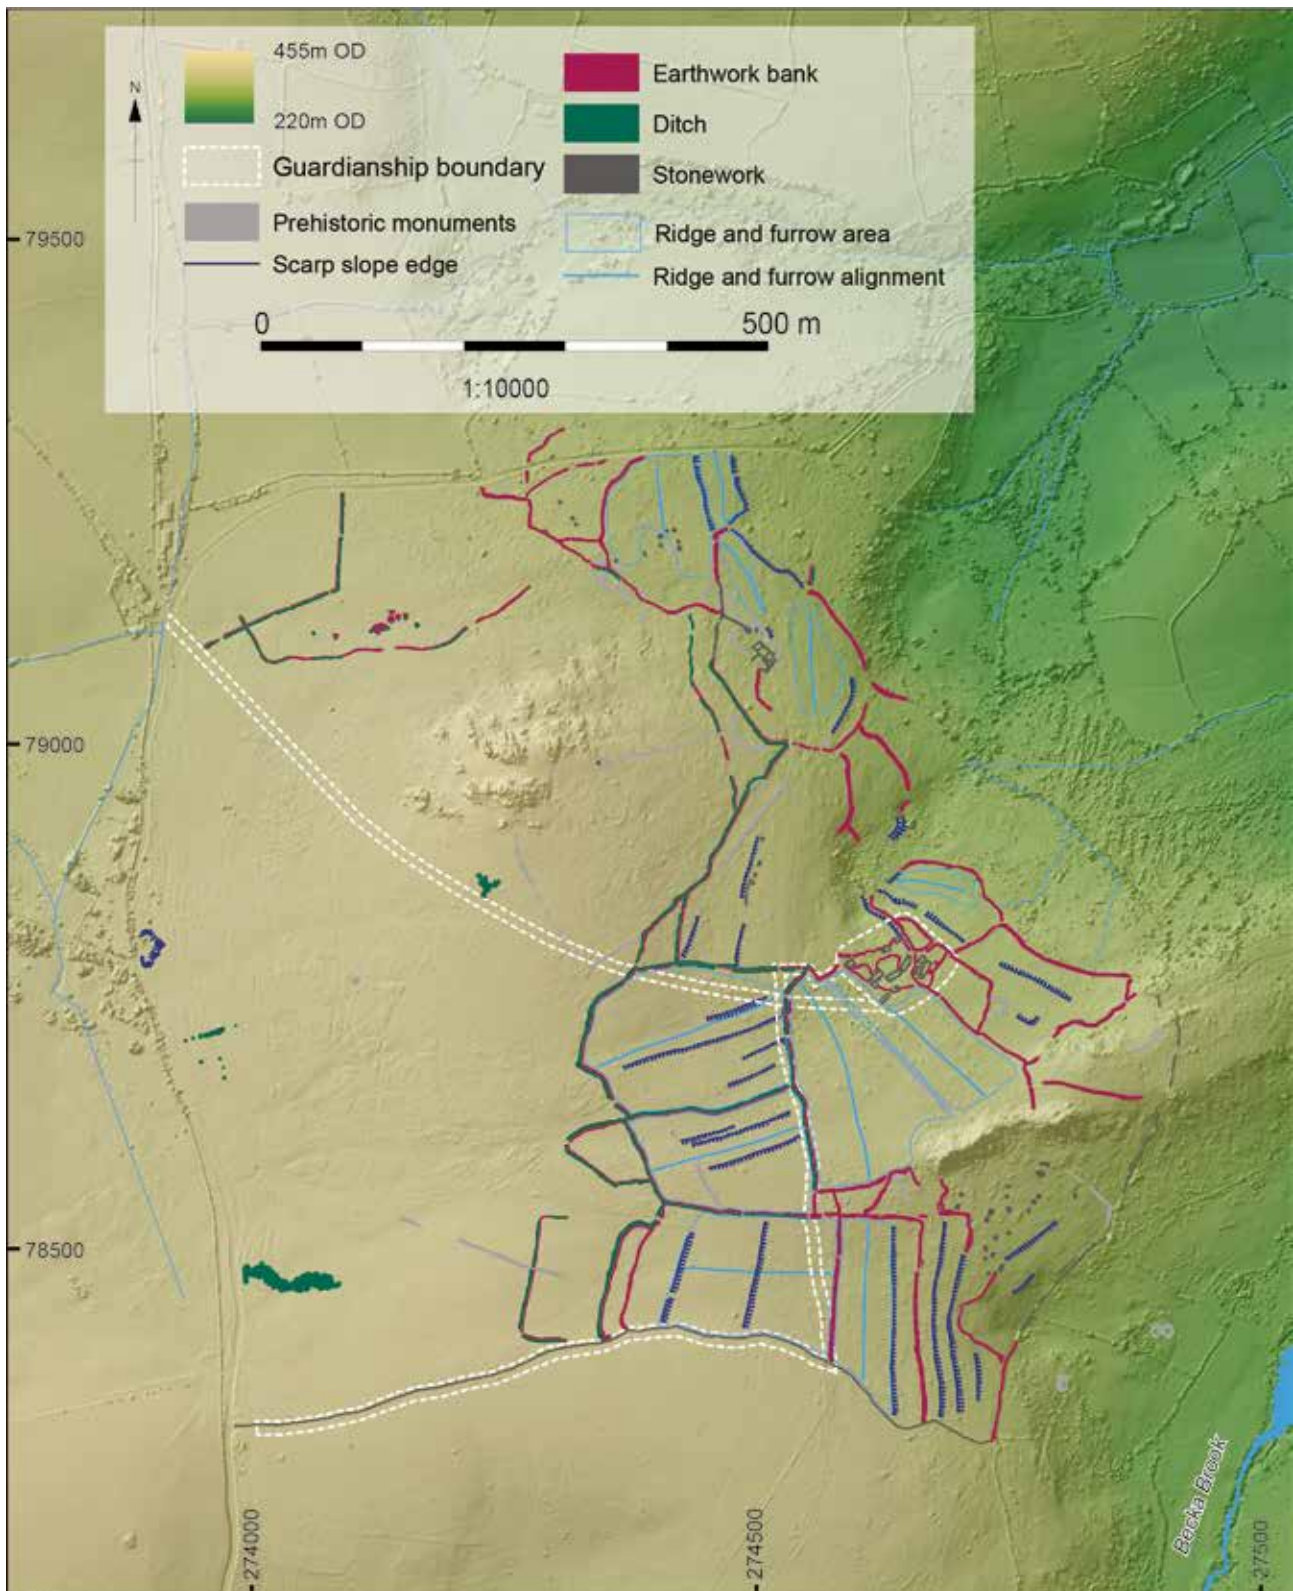 455m OD
220m OD
N
Guardianship boundary
Prehistoric monuments
Scarp slope edge
Earthwork bank
Ditch
Stonework
Ridge and furrow area
Ridge and furrow alignment
0 500 m
1:10000
79500
79000
78500
274000
274500
27500
Becka Brook